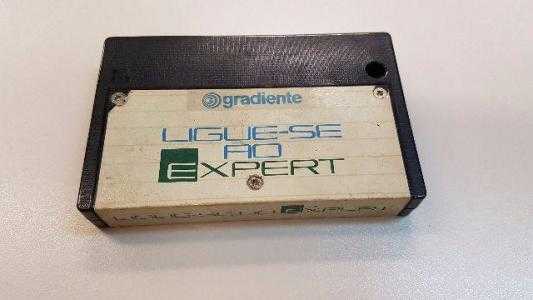 gradiente
LIGUE-SE
AO
EXPERT